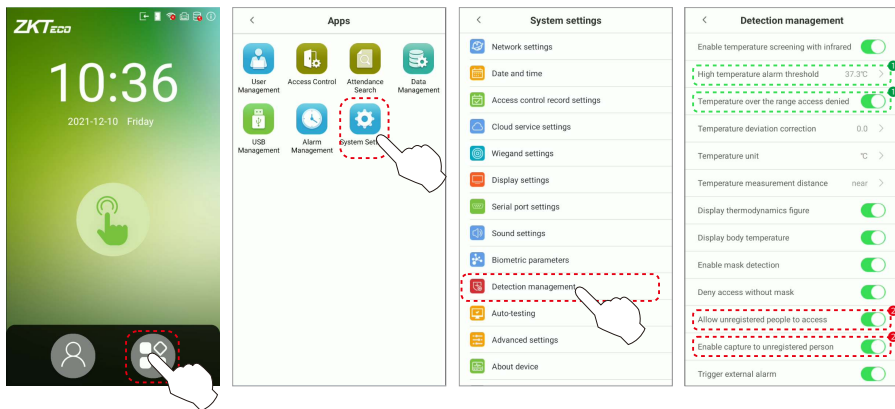 ZKTECO
10:36
2021-12-10 Friday
Apps
User Management
Access Control
Attendance Search
Data Management
USB Management
Alarm Management
System Set
System settings
Network settings
Date and time
Access control record settings
Cloud service settings
Wiegand settings
Display settings
Serial port settings
Sound settings
Biometric parameters
Detection management
Auto-testing
Advanced settings
About device
Detection management
Enable temperature screening with infrared
High temperature alarm threshold 37.3℃
Temperature over the range access denied
Temperature deviation correction 0.0
Temperature unit ℃
Temperature measurement distance near
Display thermodynamics figure
Display body temperature
Enable mask detection
Deny access without mask
Allow unregistered people to access
Enable capture to unregistered person
Trigger external alarm